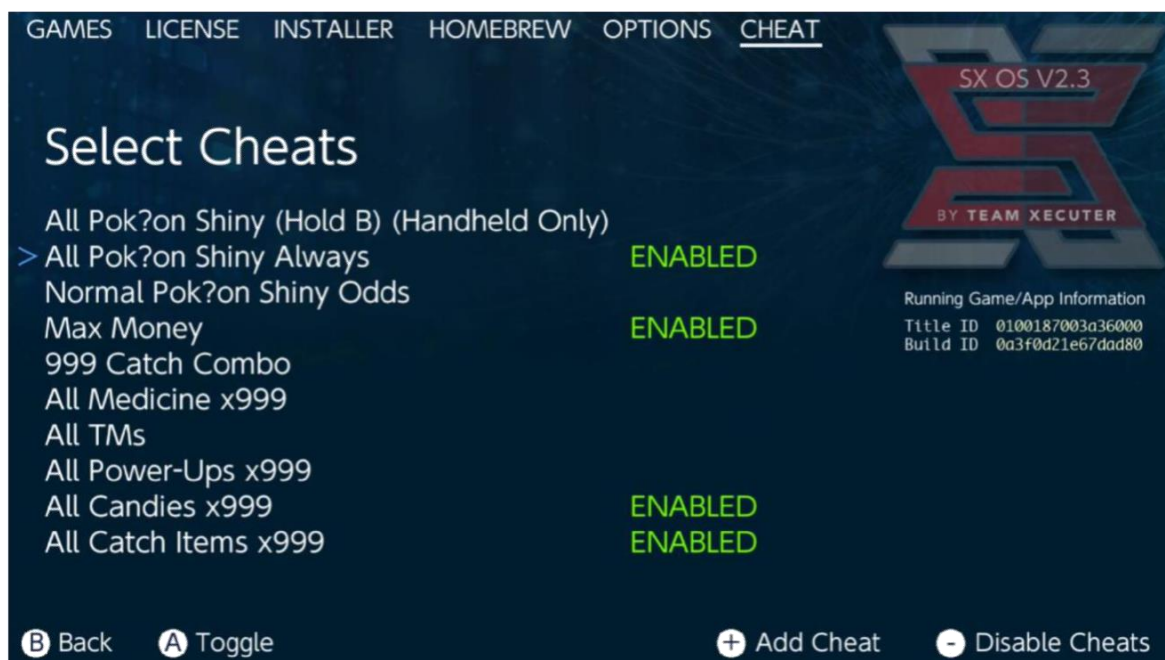 GAMES LICENSE INSTALLER HOMEBREW OPTIONS CHEAT
SX OS V2.3
BY TEAM XECUTER
Select Cheats
All Pok?on Shiny (Hold B) (Handheld Only)
> All Pok?on Shiny Always ENABLED
Normal Pok?on Shiny Odds
Max Money ENABLED
999 Catch Combo
All Medicine x999
All TMs
All Power-Ups x999
All Candies x999 ENABLED
All Catch Items x999 ENABLED
Running Game/App Information
Title ID 0100187003a36000
Build ID 0a3f0d21e67dad80
B Back A Toggle + Add Cheat - Disable Cheats